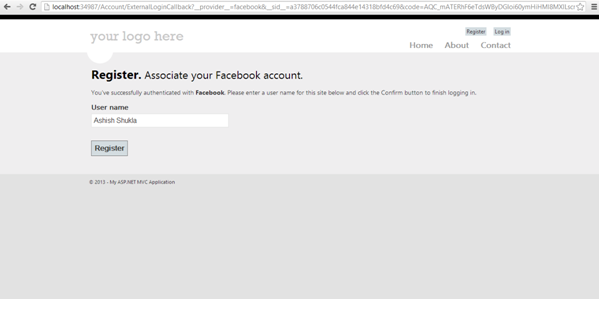 localhost:34987/Account/ExternalLoginCallback?__provider__=facebook&__sid__=a3788706c0544fca844e14318bfd4c69&code=
Register Log in
your logo here
Home About Contact
Register. Associate your Facebook account.
You've successfully authenticated with Facebook. Please enter a user name for this site below and click the Confirm button to finish logging in.
User name
Ashish Shukla
Register
© 2013 - My ASP.NET MVC Application